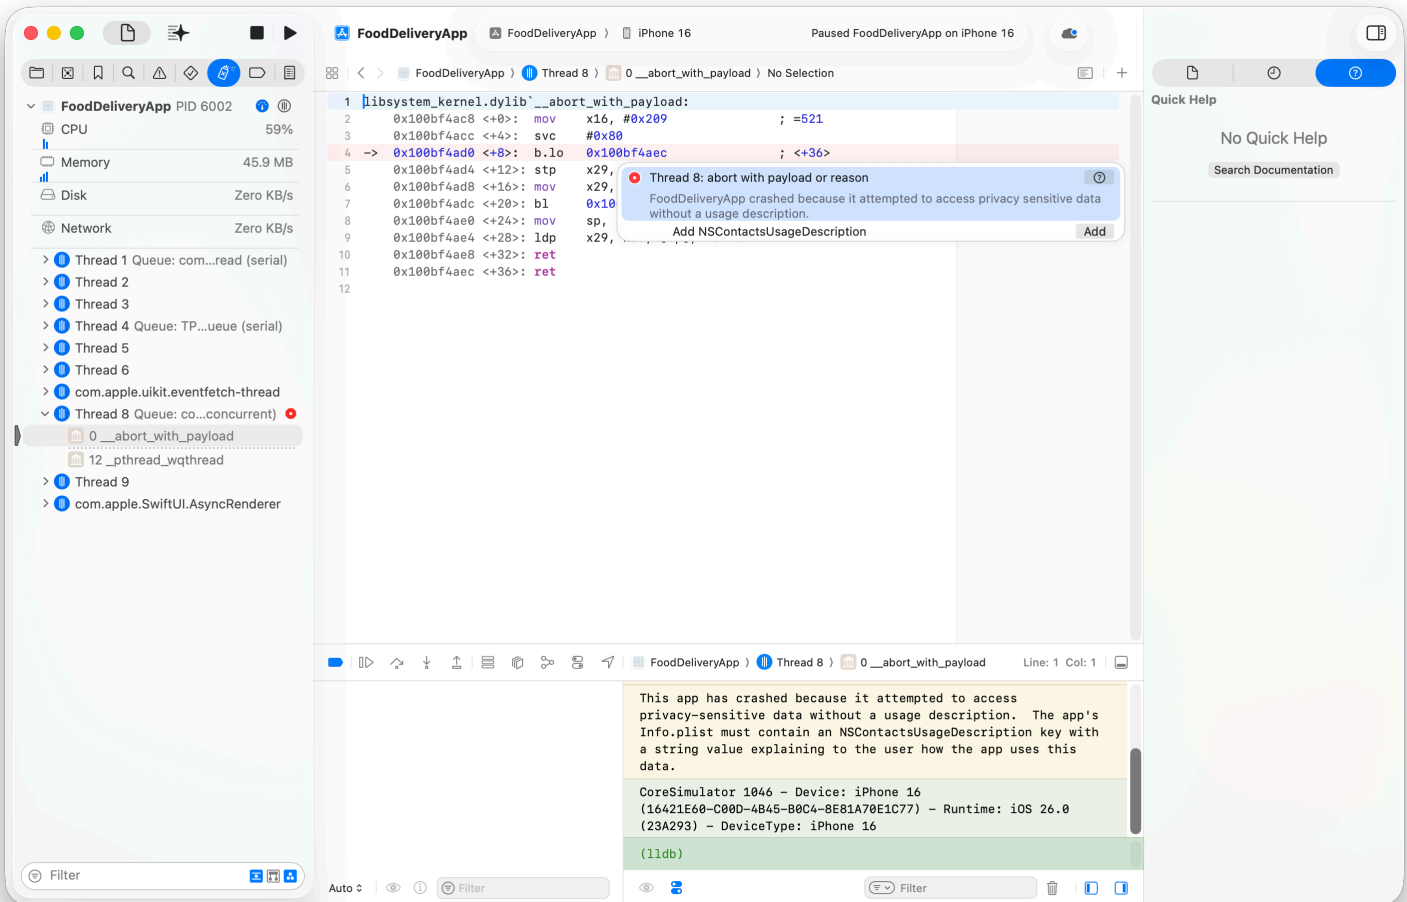 FoodDeliveryApp
FoodDeliveryApp 〉 iPhone 16
Paused FoodDeliveryApp on iPhone 16
FoodDeliveryApp PID 6002
CPU 59%
Memory 45.9 MB
Disk Zero KB/s
Network Zero KB/s
Thread 1 Queue: com...read (serial)
Thread 2
Thread 3
Thread 4 Queue: TP...ueue (serial)
Thread 5
Thread 6
com.apple.uikit.eventfetch-thread
Thread 8 Queue: co...concurrent)
0 __abort_with_payload
12 _pthread_wqthread
Thread 9
com.apple.SwiftUI.AsyncRenderer
Filter
FoodDeliveryApp 〉 Thread 8 〉 0 __abort_with_payload 〉 No Selection
1 libsystem_kernel.dylib`__abort_with_payload:
2 0x100bf4ac8 <+0>: mov x16, #0x209 ; =521
3 0x100bf4acc <+4>: svc #0x80
4 -> 0x100bf4ad0 <+8>: b.lo 0x100bf4aec ; <+36>
5 0x100bf4ad4 <+12>: stp x29,
6 0x100bf4ad8 <+16>: mov x29,
7 0x100bf4adc <+20>: bl 0x10
8 0x100bf4ae0 <+24>: mov sp,
9 0x100bf4ae4 <+28>: ldp x29,
10 0x100bf4ae8 <+32>: ret
11 0x100bf4aec <+36>: ret
12
Thread 8: abort with payload or reason
FoodDeliveryApp crashed because it attempted to access privacy sensitive data
without a usage description.
Add NSContactsUsageDescription Add
FoodDeliveryApp 〉 Thread 8 〉 0 __abort_with_payload
Line: 1 Col: 1
This app has crashed because it attempted to access
privacy-sensitive data without a usage description. The app's
Info.plist must contain an NSContactsUsageDescription key with
a string value explaining to the user how the app uses this
data.
CoreSimulator 1046 - Device: iPhone 16
(16421E60-C00D-4B45-B0C4-8E81A70E1C77) - Runtime: iOS 26.0
(23A293) - DeviceType: iPhone 16
(lldb)
Auto
Filter
Filter
Quick Help
No Quick Help
Search Documentation